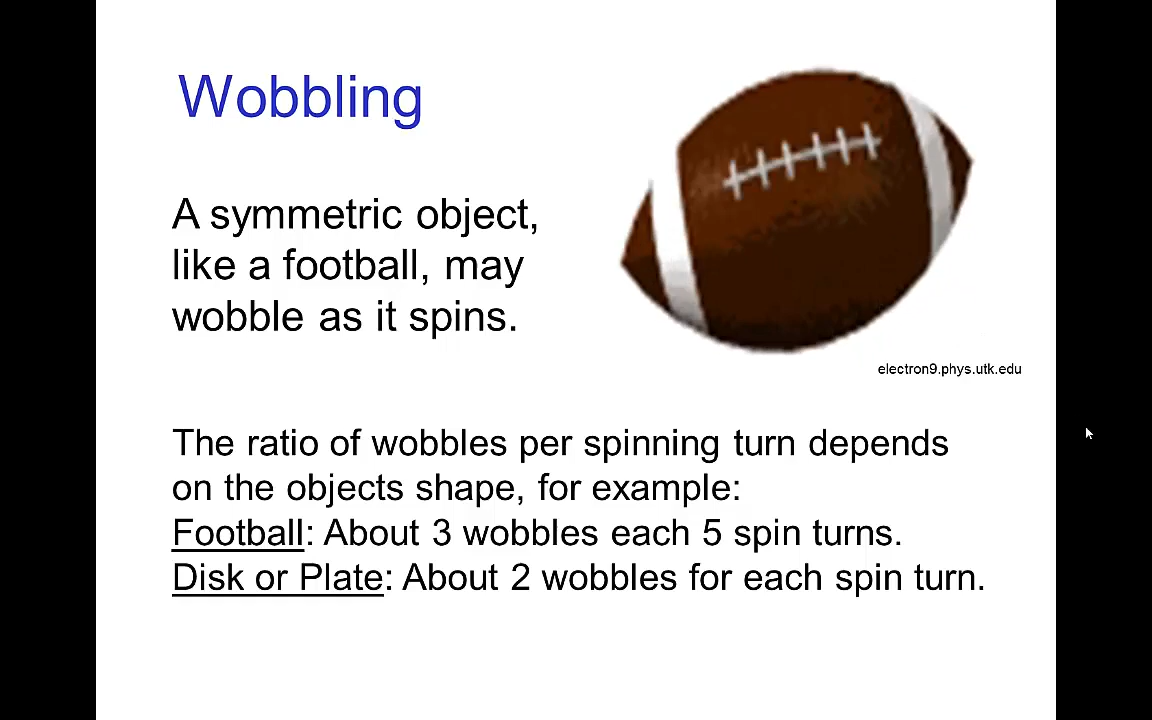 Wobbling
A symmetric object,
like a football, may
wobble as it spins.
electron9.phys.utk.edu
The ratio of wobbles per spinning turn depends
on the objects shape, for example:
Football: About 3 wobbles each 5 spin turns.
Disk or Plate: About 2 wobbles for each spin turn.